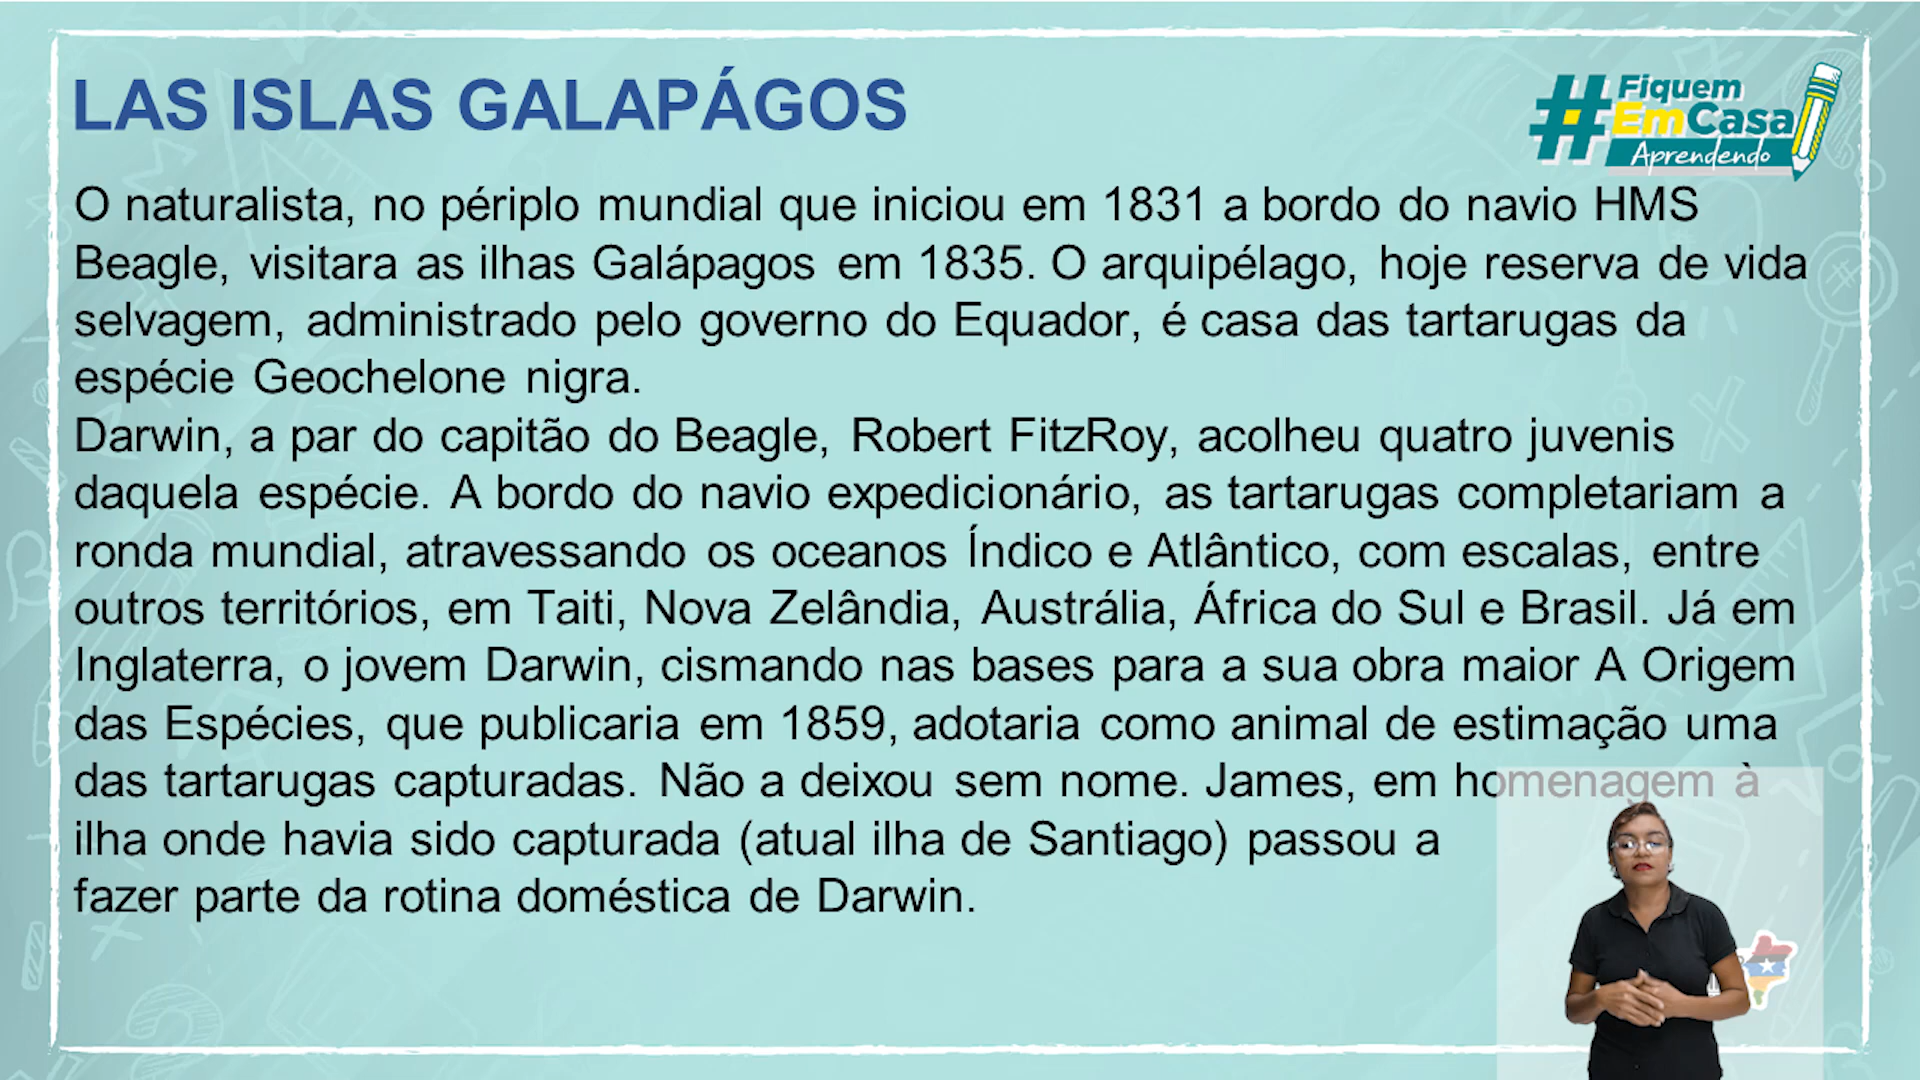 LAS ISLAS GALAPÁGOS
#Fiquem
EmCasa
Aprendendo
O naturalista, no périplo mundial que iniciou em 1831 a bordo do navio HMS
Beagle, visitara as ilhas Galápagos em 1835. O arquipélago, hoje reserva de vida
selvagem, administrado pelo governo do Equador, é casa das tartarugas da
espécie Geochelone nigra.
Darwin, a par do capitão do Beagle, Robert FitzRoy, acolheu quatro juvenis
daquela espécie. A bordo do navio expedicionário, as tartarugas completariam a
ronda mundial, atravessando os oceanos Índico e Atlântico, com escalas, entre
outros territórios, em Taiti, Nova Zelândia, Austrália, África do Sul e Brasil. Já em
Inglaterra, o jovem Darwin, cismando nas bases para a sua obra maior A Origem
das Espécies, que publicaria em 1859, adotaria como animal de estimação uma
das tartarugas capturadas. Não a deixou sem nome. James, em homenagem à
ilha onde havia sido capturada (atual ilha de Santiago) passou a
fazer parte da rotina doméstica de Darwin.